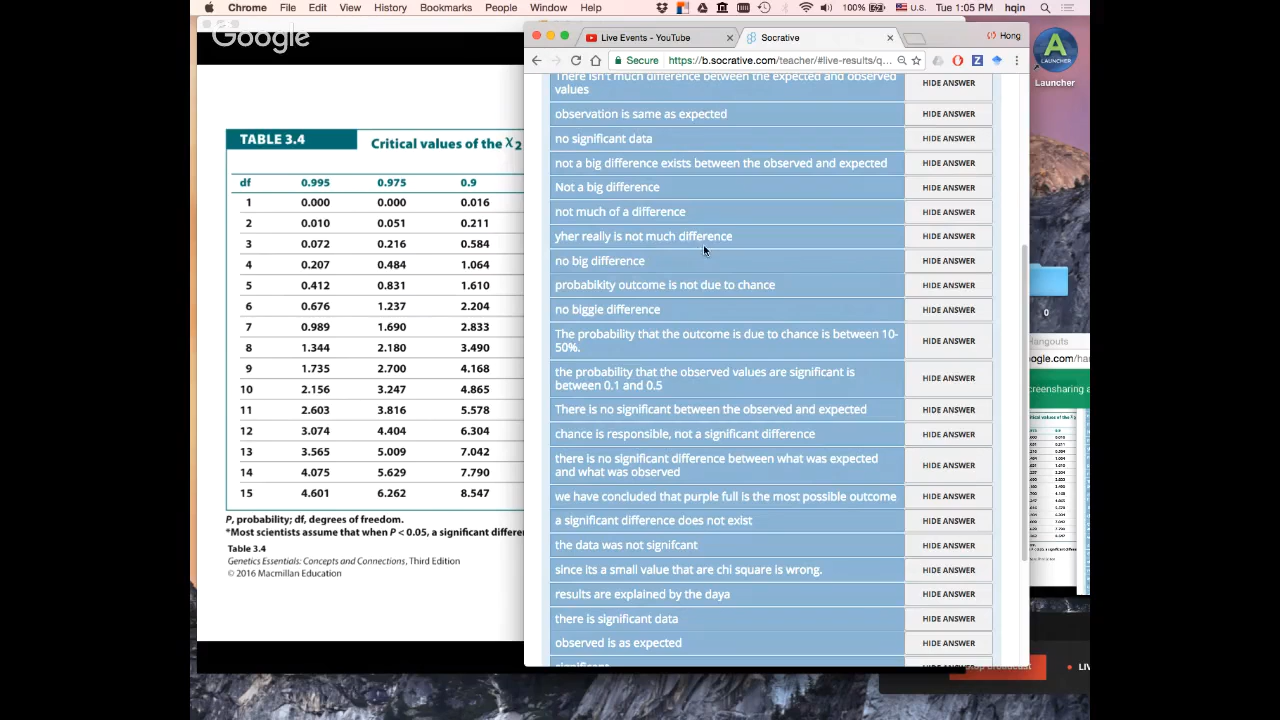 Chrome File Edit View History Bookmarks People Window Help 100% U.S. Tue 1:05 PM hqin
Google
Live Events - YouTube
Socrative
Hong
Secure https://b.socrative.com/teacher/#live-results/q...
Launcher
TABLE 3.4 Critical values of the χ2
df 0.995 0.975 0.9
1 0.000 0.000 0.016
2 0.010 0.051 0.211
3 0.072 0.216 0.584
4 0.207 0.484 1.064
5 0.412 0.831 1.610
6 0.676 1.237 2.204
7 0.989 1.690 2.833
8 1.344 2.180 3.490
9 1.735 2.700 4.168
10 2.156 3.247 4.865
11 2.603 3.816 5.578
12 3.074 4.404 6.304
13 3.565 5.009 7.042
14 4.075 5.629 7.790
15 4.601 6.262 8.547
P, probability; df, degrees of freedom.
*Most scientists assume that when P < 0.05, a significant differen
Table 3.4
Genetics Essentials: Concepts and Connections, Third Edition
© 2016 Macmillan Education
There isn't much difference between the expected and observed
values HIDE ANSWER
observation is same as expected HIDE ANSWER
no significant data HIDE ANSWER
not a big difference exists between the observed and expected HIDE ANSWER
Not a big difference HIDE ANSWER
not much of a difference HIDE ANSWER
yher really is not much difference HIDE ANSWER
no big difference HIDE ANSWER
probabikity outcome is not due to chance HIDE ANSWER
no biggie difference HIDE ANSWER
The probability that the outcome is due to chance is between 10-
50%. HIDE ANSWER
the probability that the observed values are significant is
between 0.1 and 0.5 HIDE ANSWER
There is no significant between the observed and expected HIDE ANSWER
chance is responsible, not a significant difference HIDE ANSWER
there is no significant difference between what was expected
and what was observed HIDE ANSWER
we have concluded that purple full is the most possible outcome HIDE ANSWER
a significant difference does not exist HIDE ANSWER
the data was not signifcant HIDE ANSWER
since its a small value that are chi square is wrong. HIDE ANSWER
results are explained by the daya HIDE ANSWER
there is significant data HIDE ANSWER
observed is as expected HIDE ANSWER
0
Hangouts
ogle.com/ha
creensharing a
broadcast
LIV